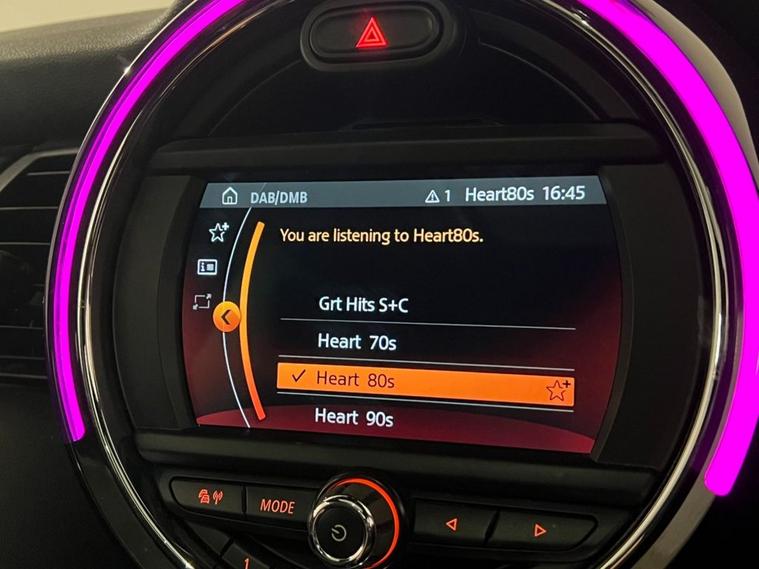 DAB/DMB 1 Heart80s 16:45
You are listening to Heart80s.
Grt Hits S+C
Heart 70s
Heart 80s
Heart 90s
MODE
1